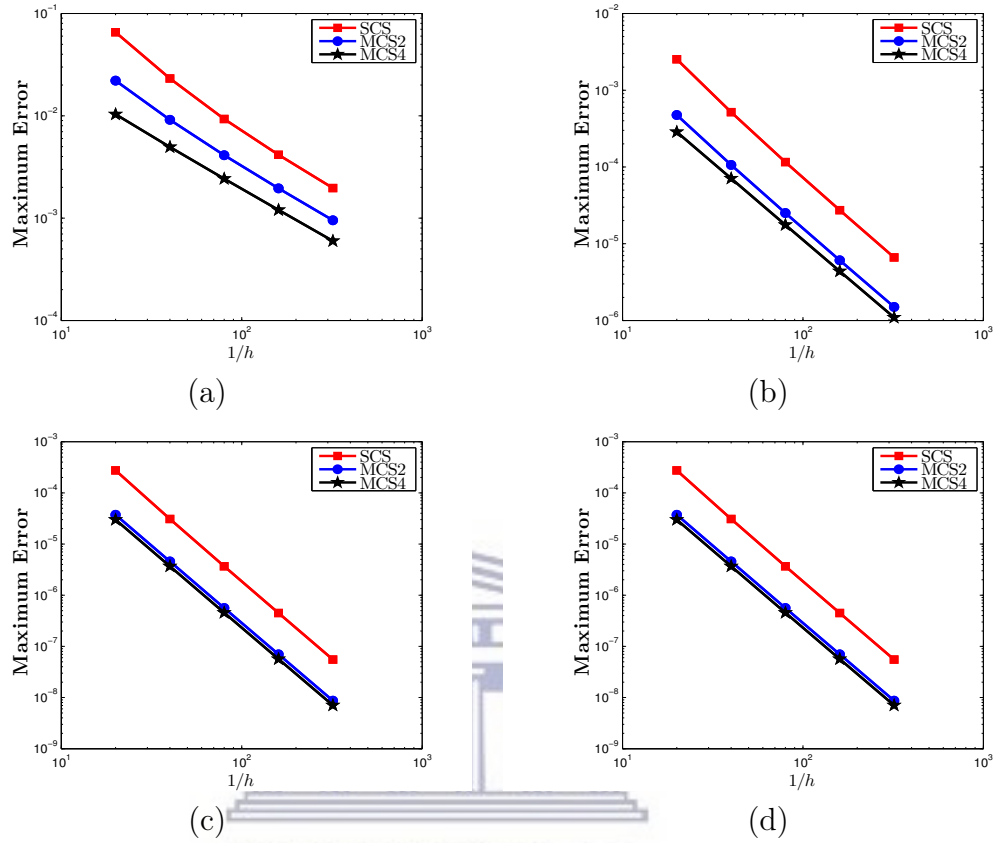 10^-1
10^-2
10^-3
10^-4
Maximum Error
SCS
MCS2
MCS4
10^1
10^2
10^3
1/h
(a)
10^-2
10^-3
10^-4
10^-5
10^-6
Maximum Error
SCS
MCS2
MCS4
10^1
10^2
10^3
1/h
(b)
10^-3
10^-4
10^-5
10^-6
10^-7
10^-8
10^-9
Maximum Error
SCS
MCS2
MCS4
10^1
10^2
10^3
1/h
(c)
10^-3
10^-4
10^-5
10^-6
10^-7
10^-8
10^-9
Maximum Error
SCS
MCS2
MCS4
10^1
10^2
10^3
1/h
(d)